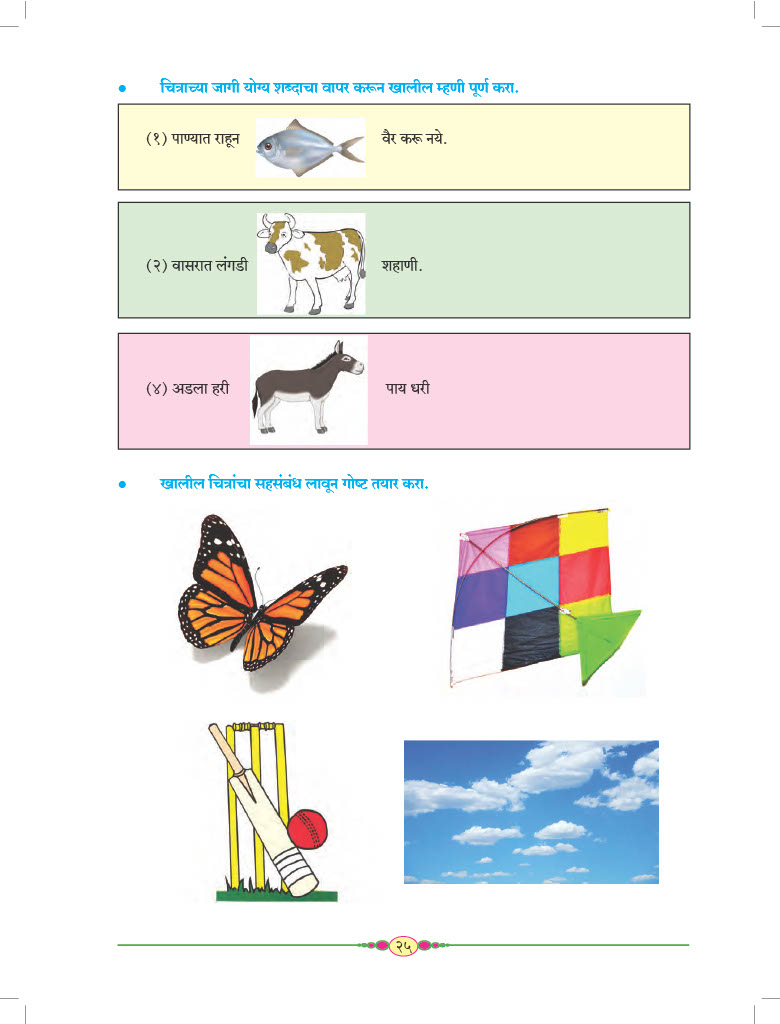 ● चित्राच्या जागी योग्य शब्दाचा वापर करून खालील म्हणी पूर्ण करा.
(१) पाण्यात राहून वैर करू नये.
(२) वासरात लंगडी शहाणी.
(४) अडला हरी पाय धरी
● खालील चित्रांचा सहसंबंध लावून गोष्ट तयार करा.
२५